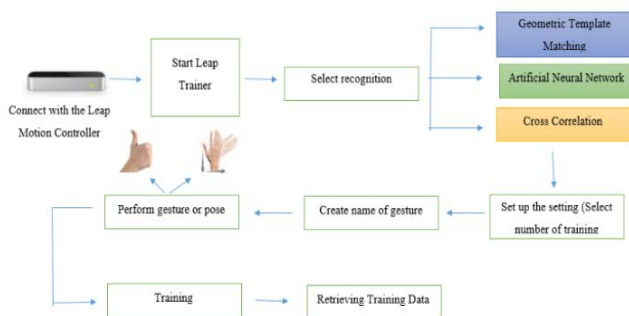 Connect with the Leap
Motion Controller
Start Leap
Trainer
Select recognition
Geometric Template
Matching
Artificial Neural Network
Cross Correlation
Set up the setting (Select
number of training
Create name of gesture
Perform gesture or pose
Training
Retrieving Training Data